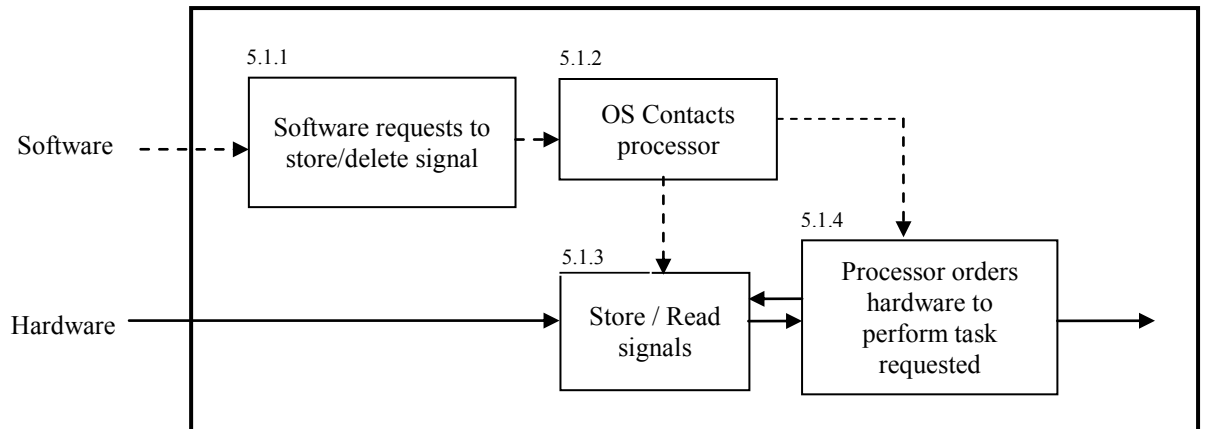 5.1.1
5.1.2
Software
Software requests to
store/delete signal
OS Contacts
processor
5.1.3
5.1.4
Hardware
Store / Read
signals
Processor orders
hardware to
perform task
requested